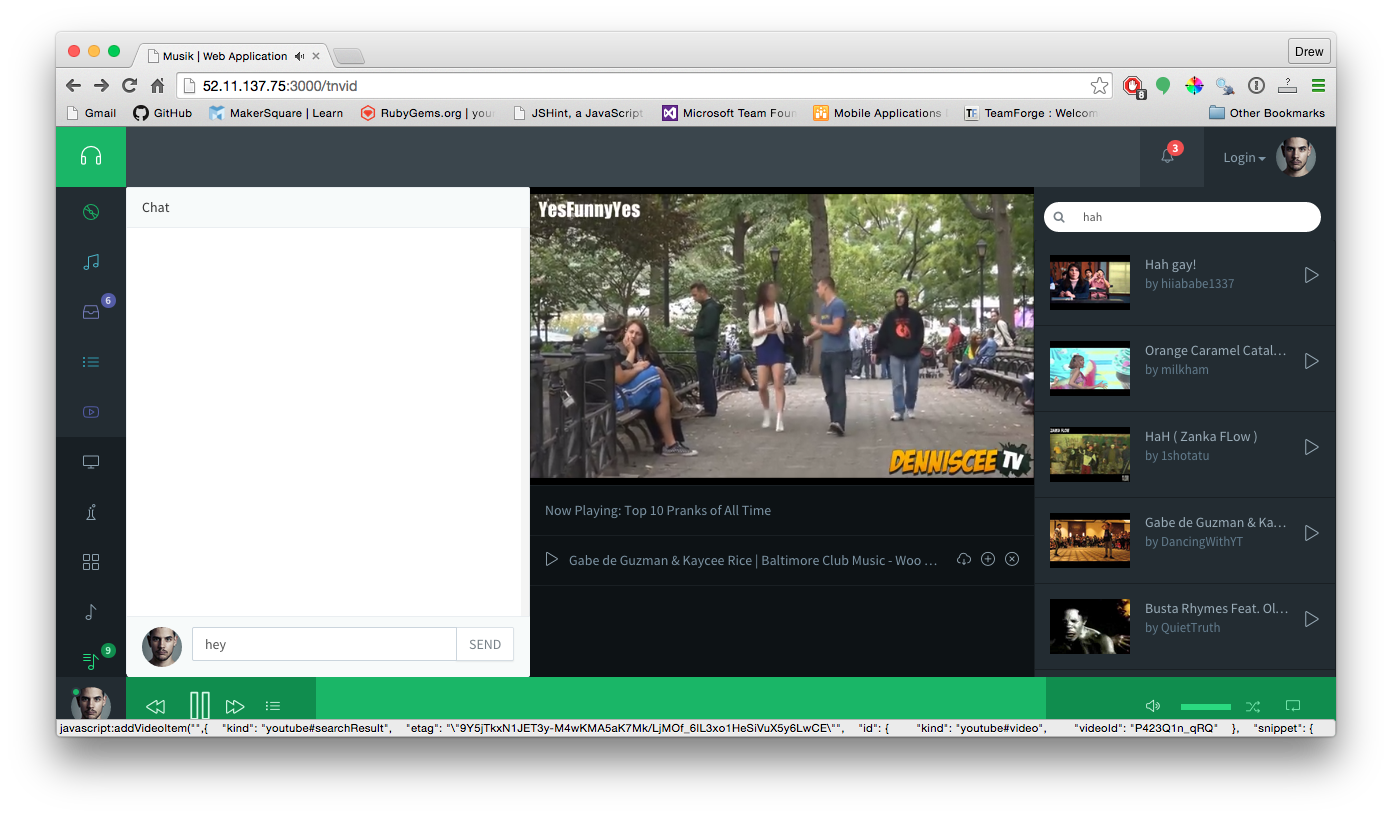 Musik | Web Application
Drew
52.11.137.75:3000/tnvid
8
?
Gmail
GitHub
MakerSquare | Learn
RubyGems.org | your
JSHint, a JavaScript
Microsoft Team Foun
Mobile Applications
TeamForge : Welcom
Other Bookmarks
3
Login
6
9
Chat
hey
SEND
YesFunnyYes
DENNISCEE TV
Now Playing: Top 10 Pranks of All Time
Gabe de Guzman & Kaycee Rice | Baltimore Club Music - Woo ...
hah
Hah gay!
by hiiababe1337
Orange Caramel Catal...
by milkham
ZANKA FLOW
HaH ( Zanka FLow )
by 1shotatu
Gabe de Guzman & Ka...
by DancingWithYT
Busta Rhymes Feat. Ol...
by QuietTruth
javascript:addVideoItem("",{ "kind": "youtube#searchResult", "etag": "\"9Y5jTkxN1JET3y-M4wKMA5aK7Mk/LjMOf_6IL3xo1HeSiVuX5y6LwCE\"", "id": { "kind": "youtube#video", "videoId": "P423Q1n_qRQ" }, "snippet": {